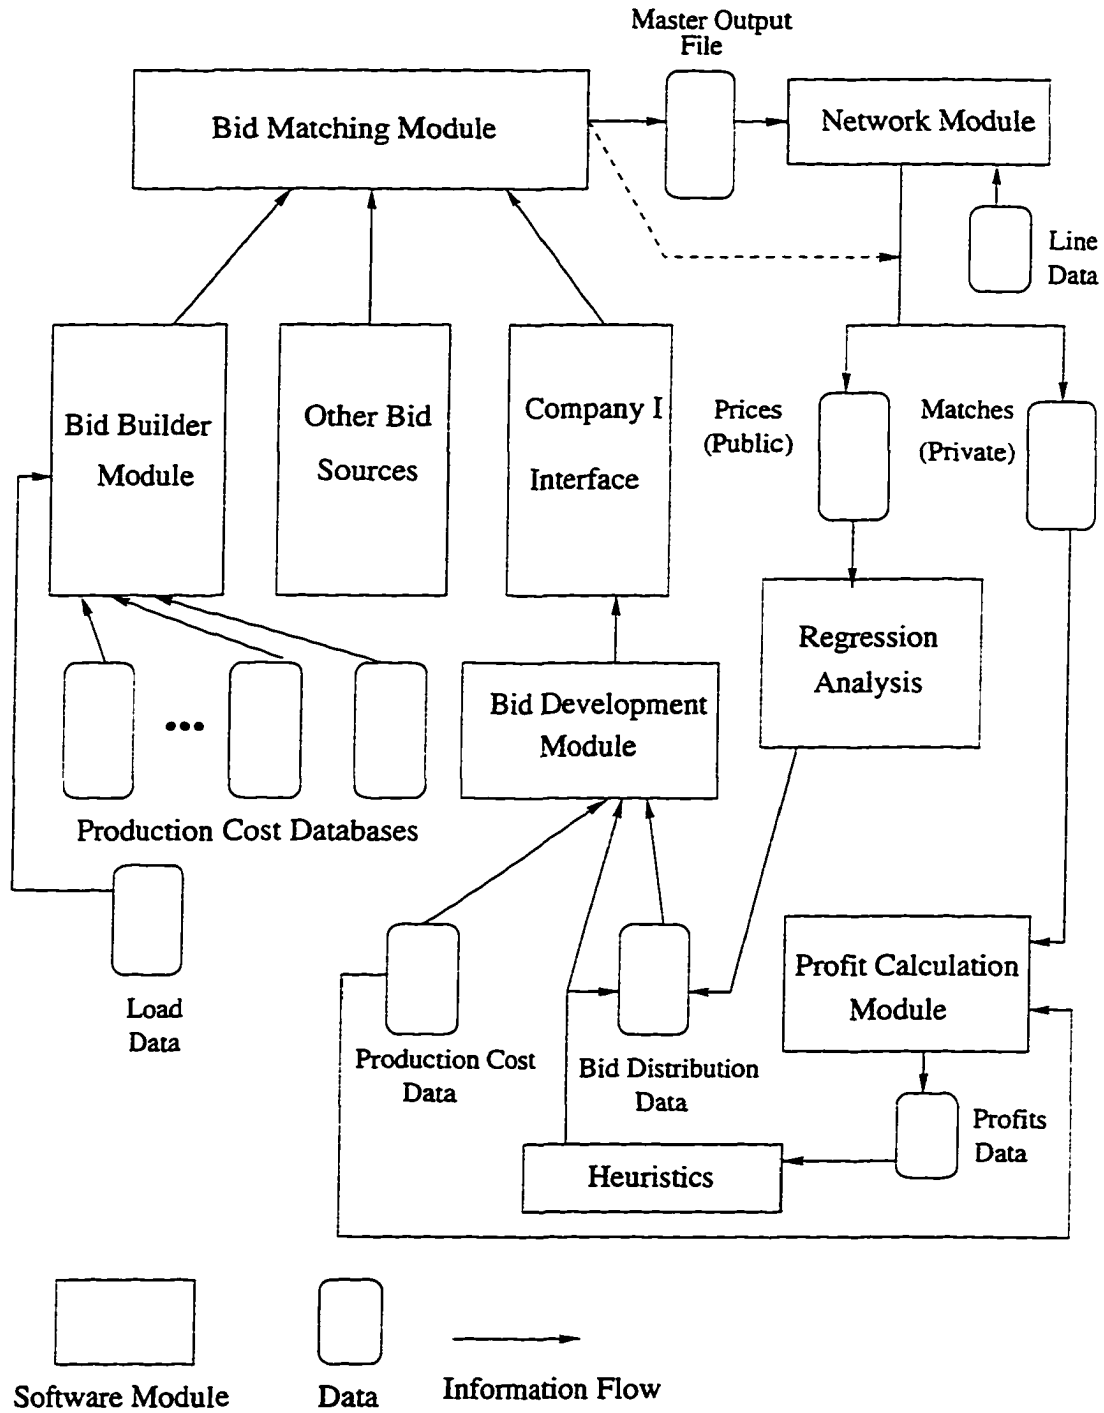 Master Output
File
Bid Matching Module
Network Module
Line
Data
Bid Builder
Module
Other Bid
Sources
Company I
Interface
Prices
(Public)
Matches
(Private)
Regression
Analysis
Bid Development
Module
Production Cost Databases
Load
Data
Production Cost
Data
Bid Distribution
Data
Profit Calculation
Module
Profits
Data
Heuristics
Software Module
Data
Information Flow